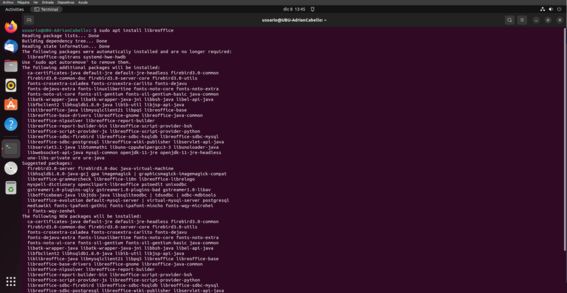 Archivo Máquina Ver Entrada Dispositivos Ayuda
Activities Terminal dic 8 13:45
usuario@UBU-AdrianCabello: ~
usuario@UBU-AdrianCabello:~$ sudo apt install libreoffice
Reading package lists... Done
Building dependency tree... Done
Reading state information... Done
The following packages were automatically installed and are no longer required:
libreoffice-ogltrans systemd-hwe-hwdb
Use 'sudo apt autoremove' to remove them.
The following additional packages will be installed:
ca-certificates-java default-jre default-jre-headless firebird3.0-common
firebird3.0-common-doc firebird3.0-server-core firebird3.0-utils
fonts-crosextra-caladea fonts-crosextra-carlito fonts-dejavu
fonts-dejavu-extra fonts-linuxlibertine fonts-noto-core fonts-noto-extra
fonts-noto-ui-core fonts-sil-gentium fonts-sil-gentium-basic java-common
libatk-wrapper-java libatk-wrapper-java-jni libbsh-java libel-api-java
libfbclient2 libhsqldb1.8.0-java libib-util libjsp-api-java
liblibreoffice-java libmysqlclient21 libpq5 libreoffice
libreoffice-base-drivers libreoffice-gnome libreoffice-java-common
libreoffice-nlpsolver libreoffice-report-builder
libreoffice-report-builder-bin libreoffice-script-provider-bsh
libreoffice-script-provider-js libreoffice-script-provider-python
libreoffice-sdbc-firebird libreoffice-sdbc-hsqldb libreoffice-sdbc-mysql
libreoffice-sdbc-postgresql libreoffice-wiki-publisher libservlet-api-java
libservlet3.1-java libtommath1 libuno-cppuhelpergcc3-3 libunoloader-java
libwebsocket-api-java mysql-common openjdk-11-jre openjdk-11-jre-headless
uno-libs-private ure ure-java
Suggested packages:
firebird3.0-server firebird3.0-doc java-virtual-machine
libhsqldb1.8.0-java-gcj gpa imagemagick | graphicsmagick-imagemagick-compat
libreoffice-grammarcheck libreoffice-l10n libreoffice-librelogo
myspell-dictionary openclipart-libreoffice pstoedit unixodbc
gstreamer1.0-plugins-ugly gstreamer1.0-plugins-bad gstreamer1.0-libav
libofficebean-java libjtds-java libsqliteodbc | tdsodbc | odbc-mdbtools
libreoffice-evolution default-mysql-server | virtual-mysql-server postgresql
mediawiki fonts-ipafont-gothic fonts-ipafont-mincho fonts-wqy-microhei
| fonts-wqy-zenhei
The following NEW packages will be installed:
ca-certificates-java default-jre default-jre-headless firebird3.0-common
firebird3.0-common-doc firebird3.0-server-core firebird3.0-utils
fonts-crosextra-caladea fonts-crosextra-carlito fonts-dejavu
fonts-dejavu-extra fonts-linuxlibertine fonts-noto-core fonts-noto-extra
fonts-noto-ui-core fonts-sil-gentium fonts-sil-gentium-basic java-common
libatk-wrapper-java libatk-wrapper-java-jni libbsh-java libel-api-java
libfbclient2 libhsqldb1.8.0-java libib-util libjsp-api-java
liblibreoffice-java libmysqlclient21 libpq5 libreoffice
libreoffice-base-drivers libreoffice-gnome libreoffice-java-common
libreoffice-nlpsolver libreoffice-report-builder
libreoffice-report-builder-bin libreoffice-script-provider-bsh
libreoffice-script-provider-js libreoffice-script-provider-python
libreoffice-sdbc-firebird libreoffice-sdbc-hsqldb libreoffice-sdbc-mysql
libreoffice-sdbc-postgresql libreoffice-wiki-publisher libservlet-api-java